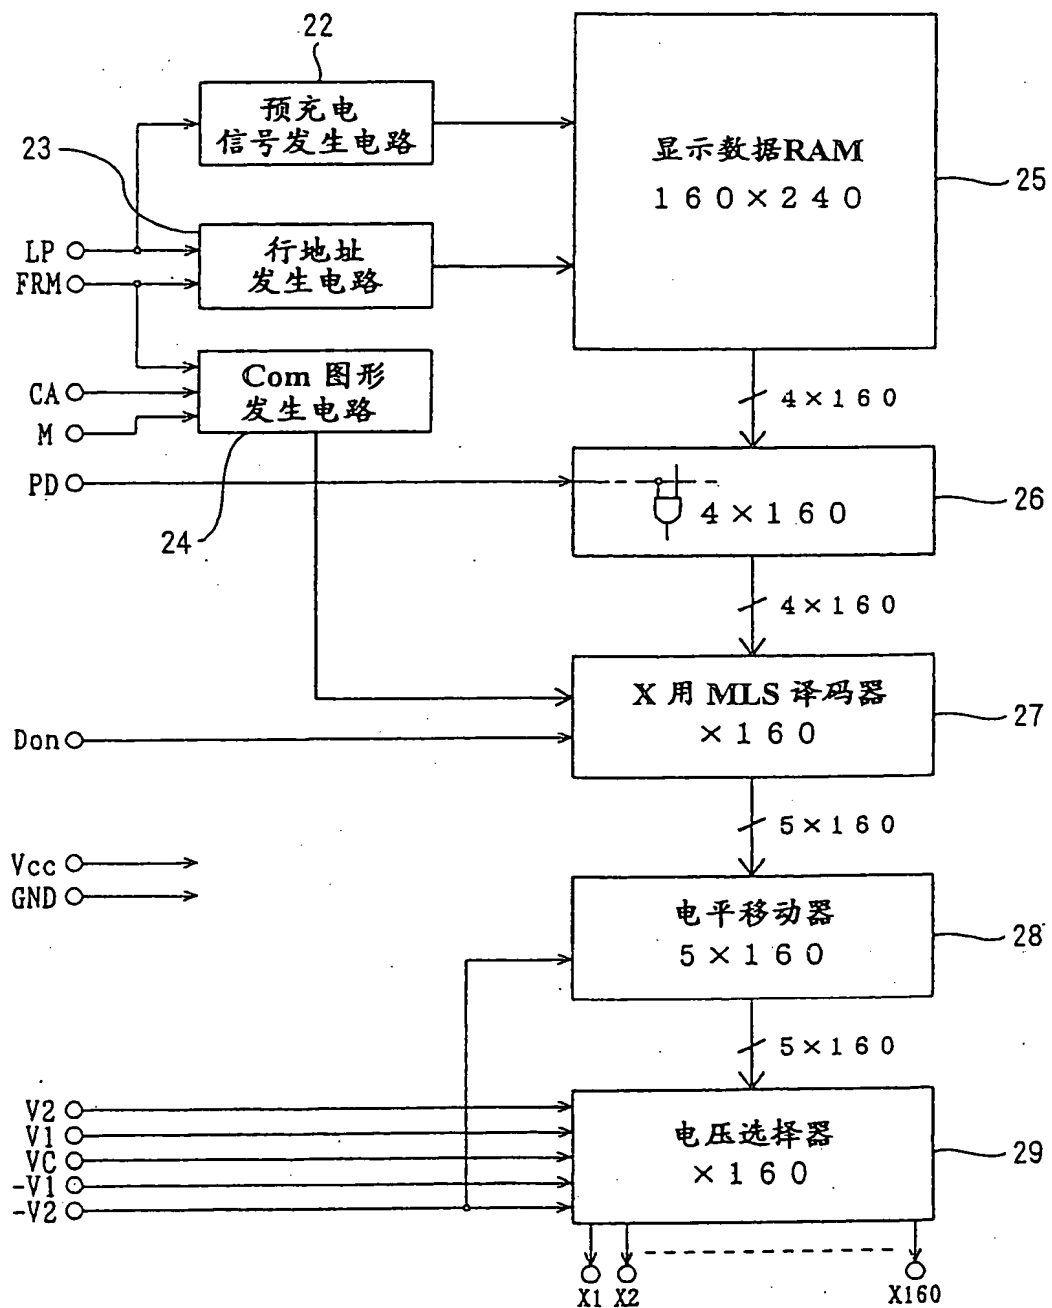 22
预充电
信号发生电路
显示数据RAM
160×240
25
23
LP
行地址
发生电路
FRM
Com 图形
发生电路
CA
M
4×160
PD
24
4×160
26
4×160
X 用 MLS 译码器
×160
27
Don
5×160
Vcc
GND
电平移动器
5×160
28
5×160
V2
V1
VC
-V1
-V2
电压选择器
×160
29
X1 X2 X160